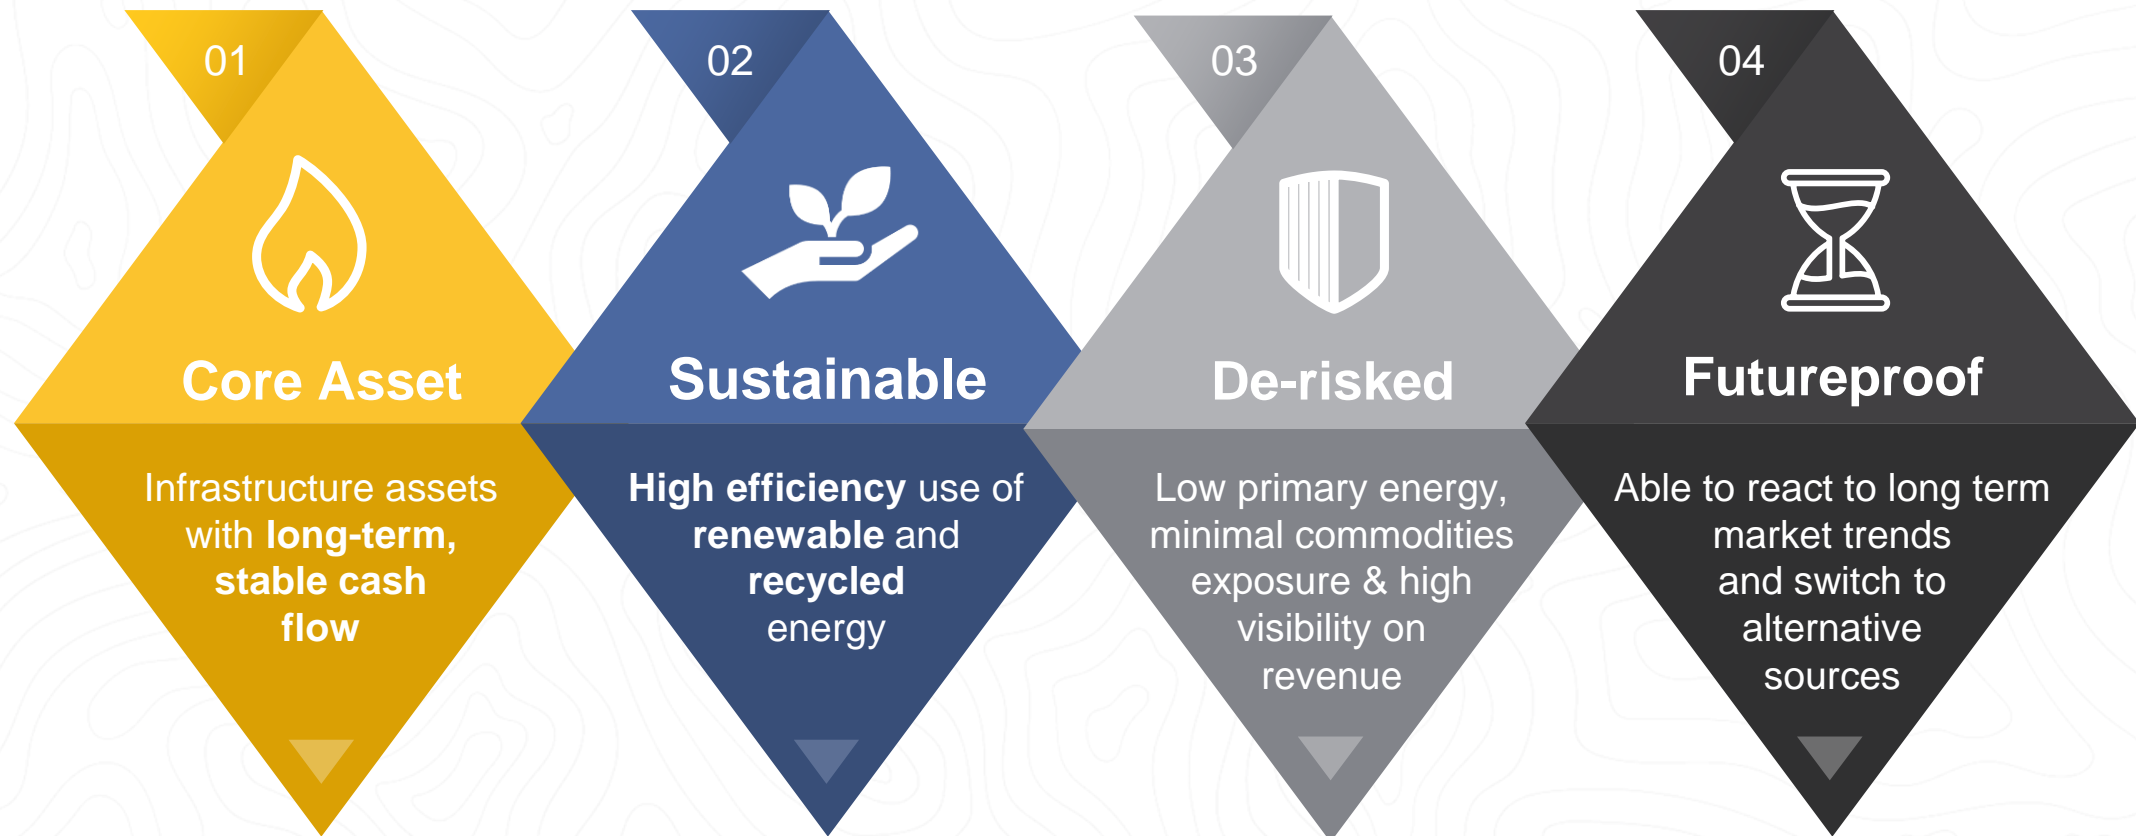 01
Core Asset
Infrastructure assets
with long-term,
stable cash
flow
02
Sustainable
High efficiency use of
renewable and
recycled
energy
03
De-risked
Low primary energy,
minimal commodities
exposure & high
visibility on
revenue
04
Futureproof
Able to react to long term
market trends
and switch to
alternative
sources